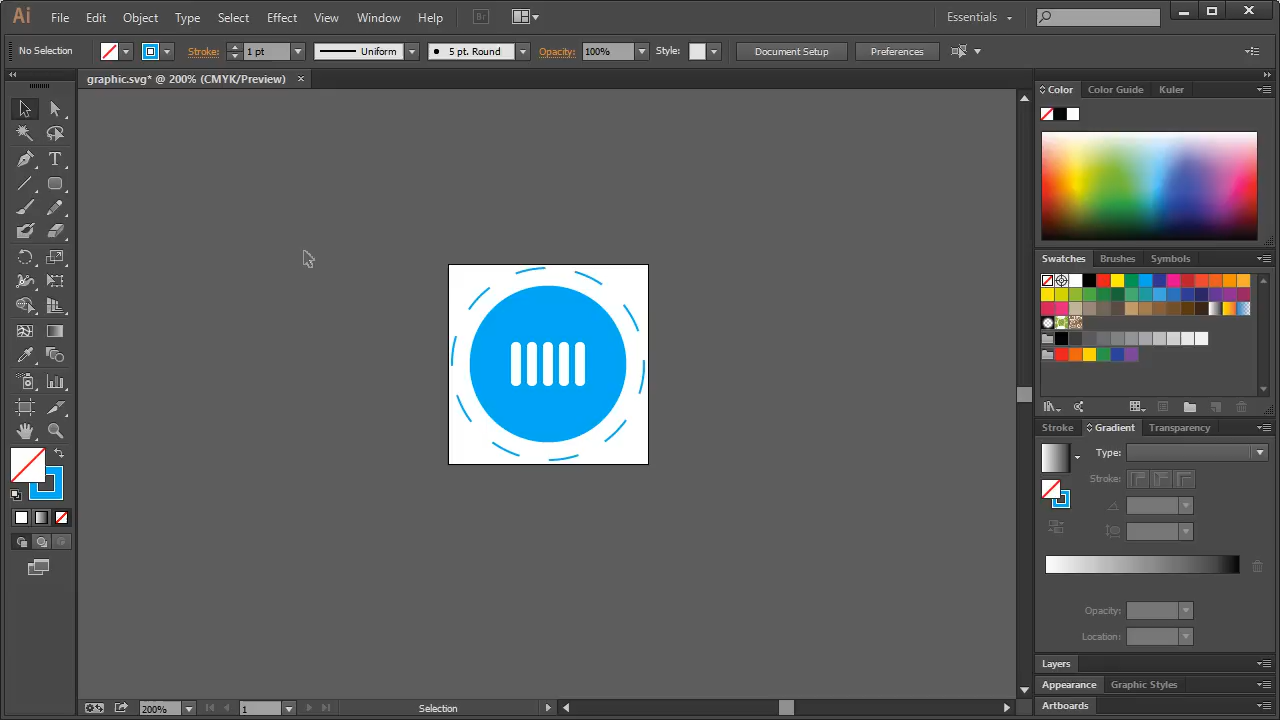 Ai File Edit Object Type Select Effect View Window Help Br Essentials
No Selection Stroke: 1 pt Uniform 5 pt. Round Opacity: 100% Style: Document Setup Preferences
graphic.svg* @ 200% (CMYK/Preview)
Color Color Guide Kuler
Swatches Brushes Symbols
Stroke Gradient Transparency
Type:
Stroke:
Opacity:
Location:
Layers
Appearance Graphic Styles
Artboards
200% 1 Selection